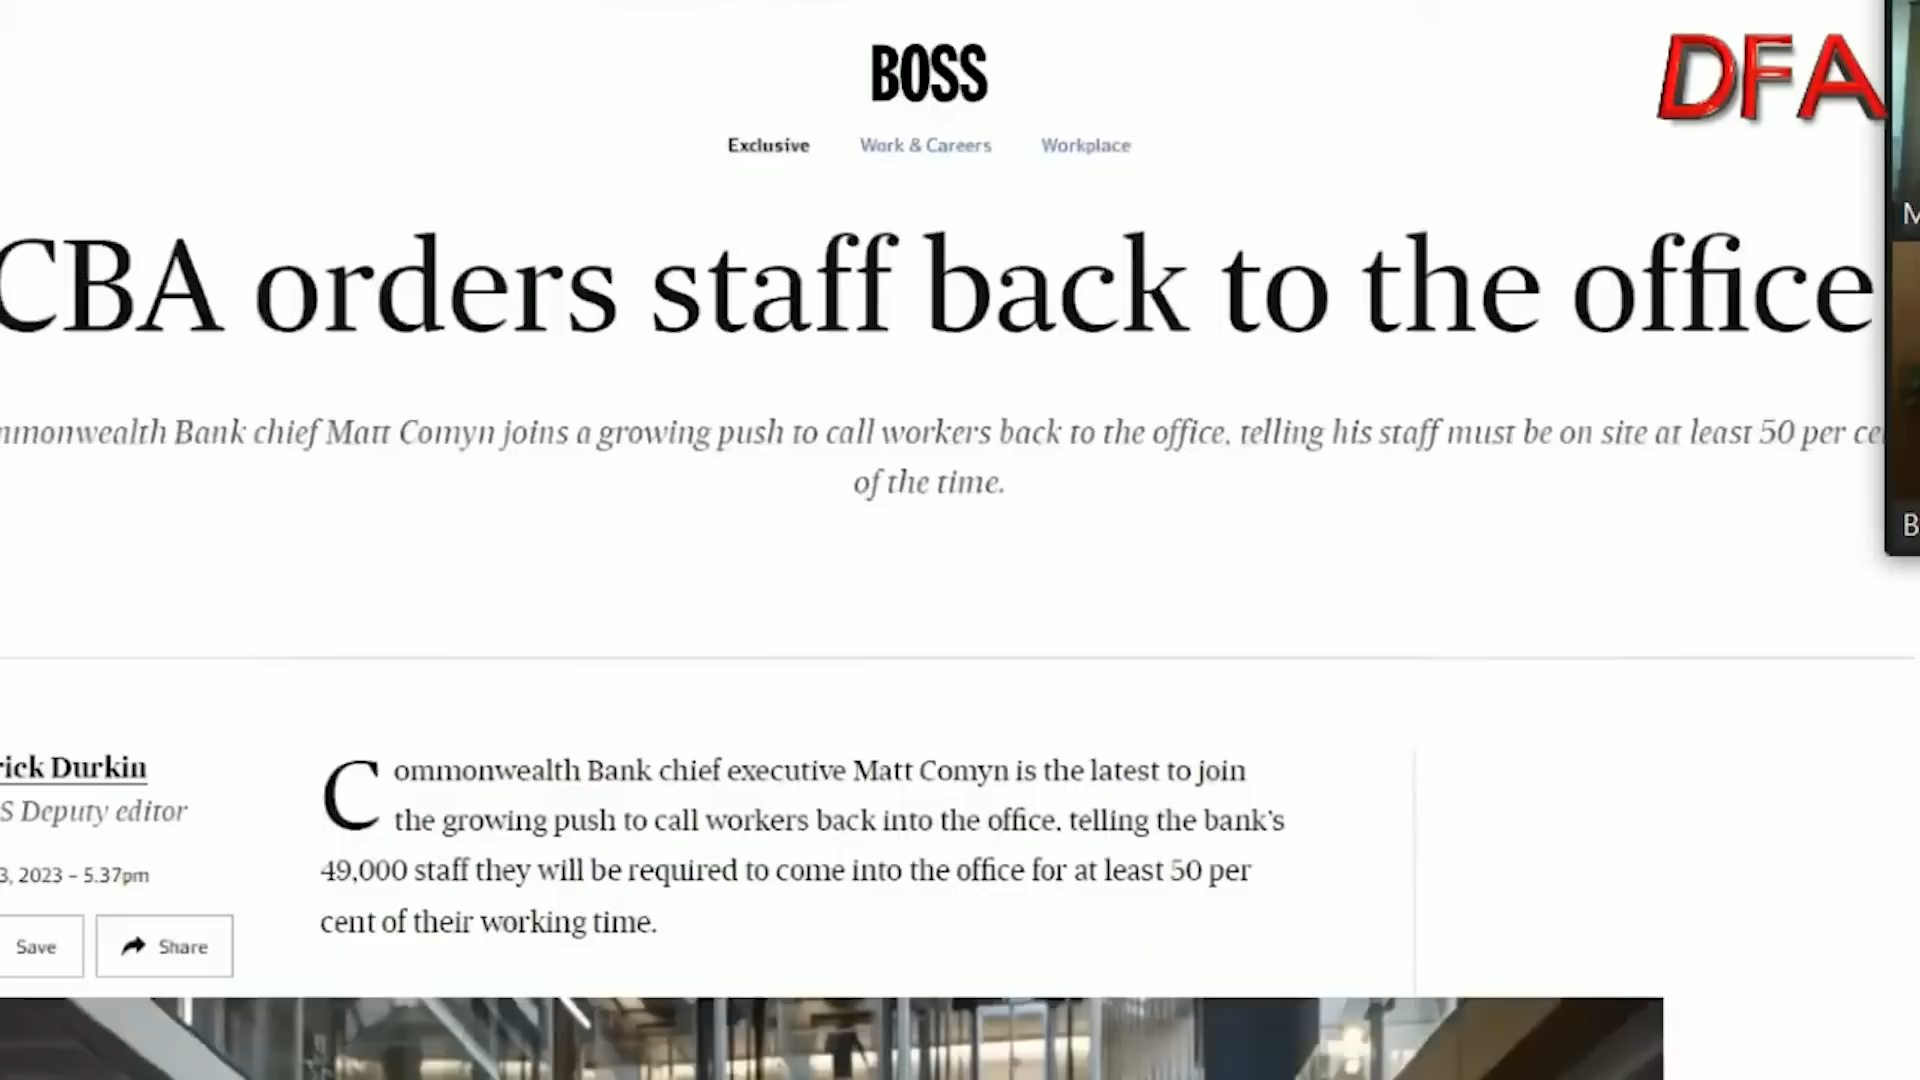 BOSS
DFA
Exclusive Work & Careers Workplace
CBA orders staff back to the office
mmonwealth Bank chief Matt Comyn joins a growing push to call workers back to the office, telling his staff must be on site at least 50 per ce
of the time.
rick Durkin
S Deputy editor
3, 2023 – 5.37pm
Save
Share
Commonwealth Bank chief executive Matt Comyn is the latest to join
the growing push to call workers back into the office, telling the bank's
49,000 staff they will be required to come into the office for at least 50 per
cent of their working time.
M
B